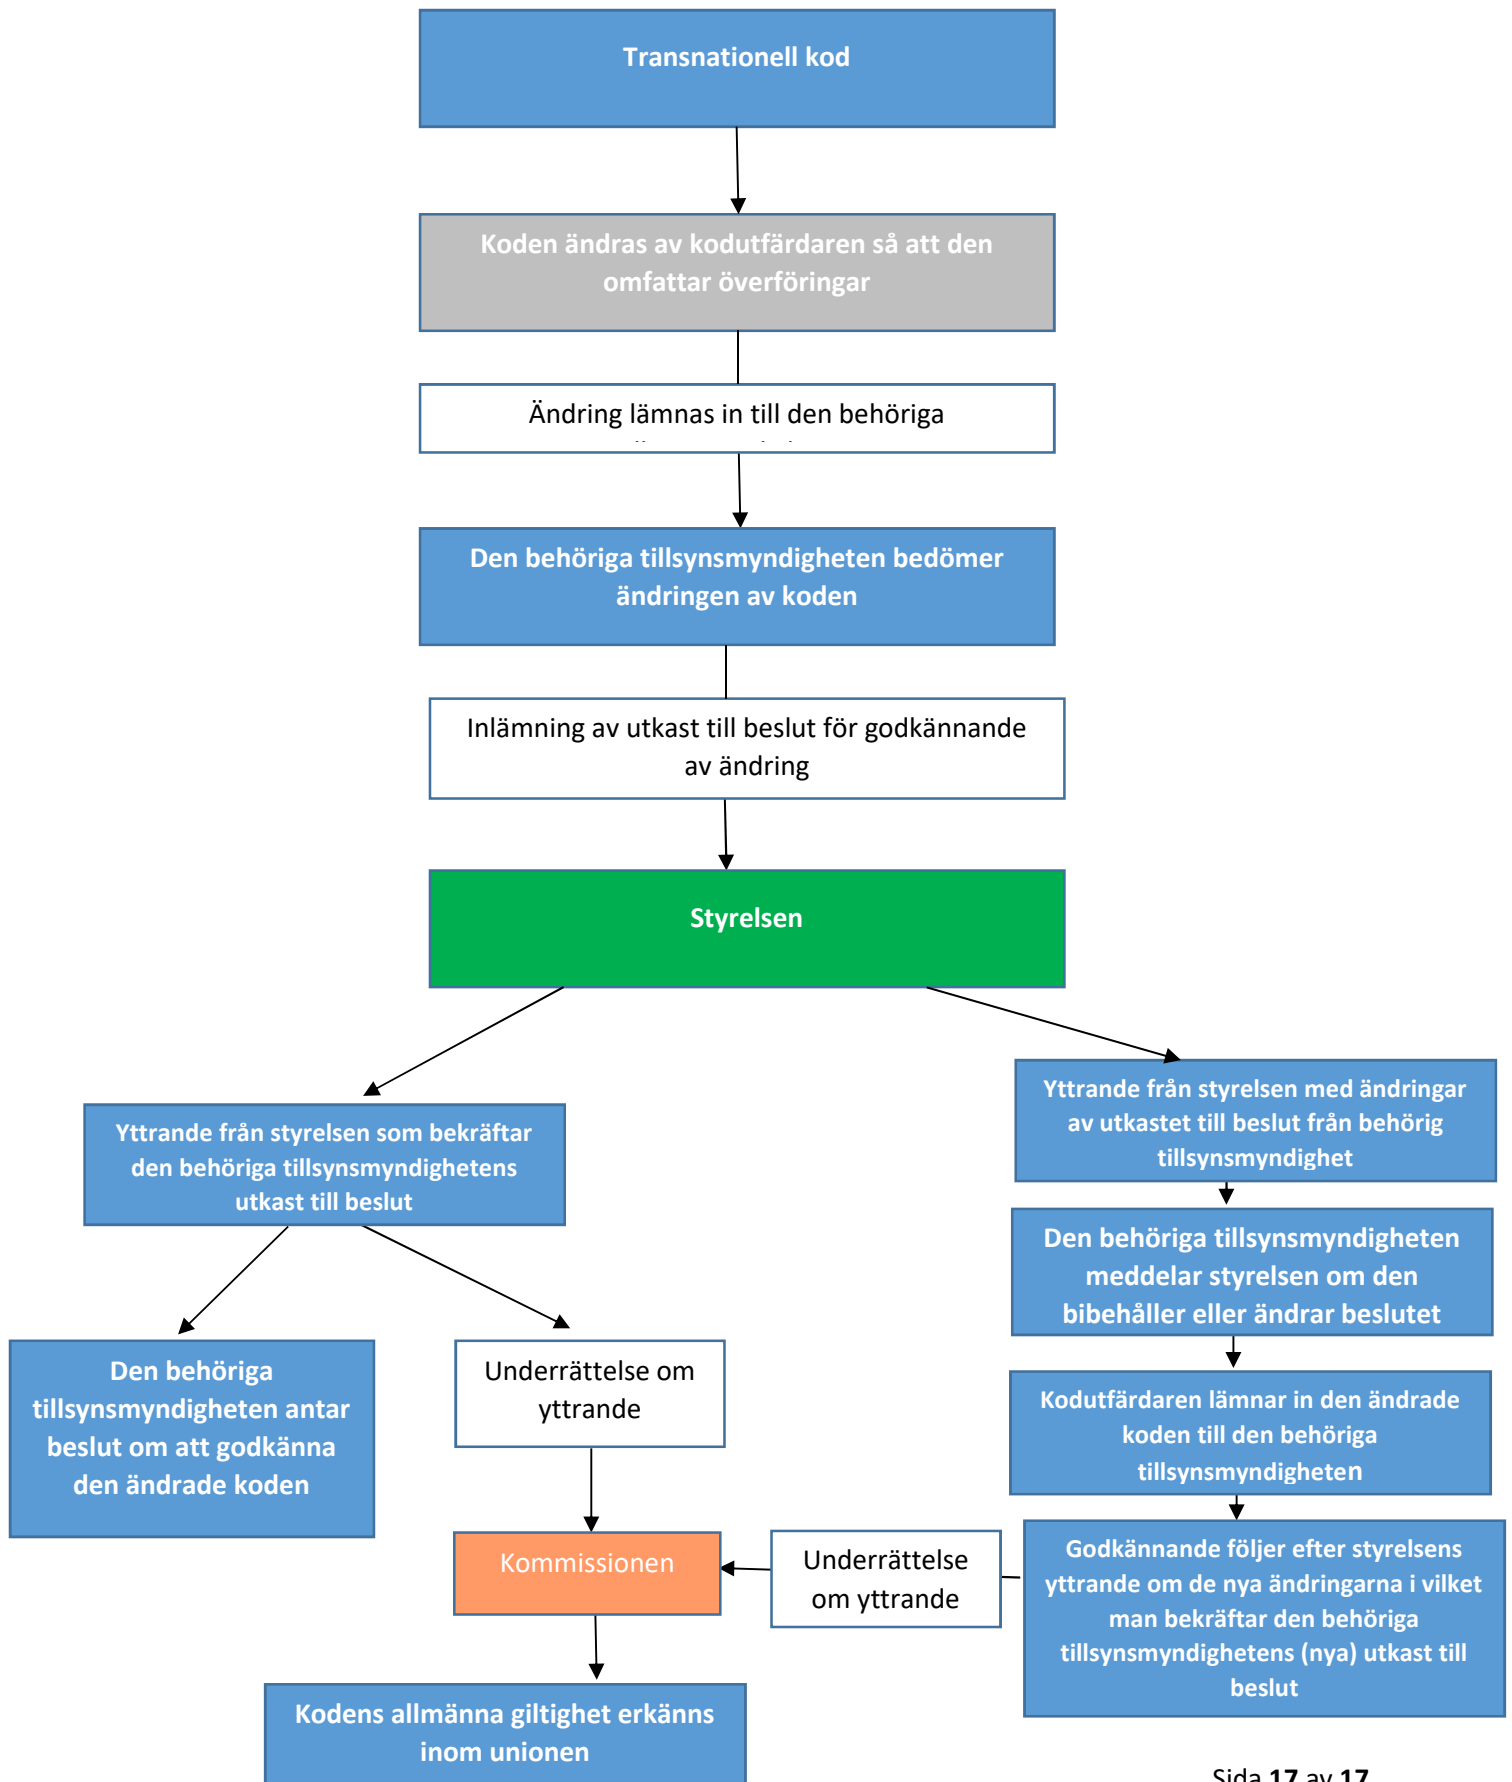 Transnationell kod
Koden ändras av kodutfärdaren så att den
omfattar överföringar
Ändring lämnas in till den behöriga
Den behöriga tillsynsmyndigheten bedömer
ändringen av koden
Inlämning av utkast till beslut för godkännande
av ändring
Styrelsen
Yttrande från styrelsen som bekräftar
den behöriga tillsynsmyndighetens
utkast till beslut
Yttrande från styrelsen med ändringar
av utkastet till beslut från behörig
tillsynsmyndighet
Den behöriga tillsynsmyndigheten
meddelar styrelsen om den
bibehåller eller ändrar beslutet
Den behöriga
tillsynsmyndigheten antar
beslut om att godkänna
den ändrade koden
Underrättelse om
yttrande
Kodutfärdaren lämnar in den ändrade
koden till den behöriga
tillsynsmyndigheten
Kommissionen
Underrättelse
om yttrande
Godkännande följer efter styrelsens
yttrande om de nya ändringarna i vilket
man bekräftar den behöriga
tillsynsmyndighetens (nya) utkast till
beslut
Kodens allmänna giltighet erkänns
inom unionen
Sida 17 av 17